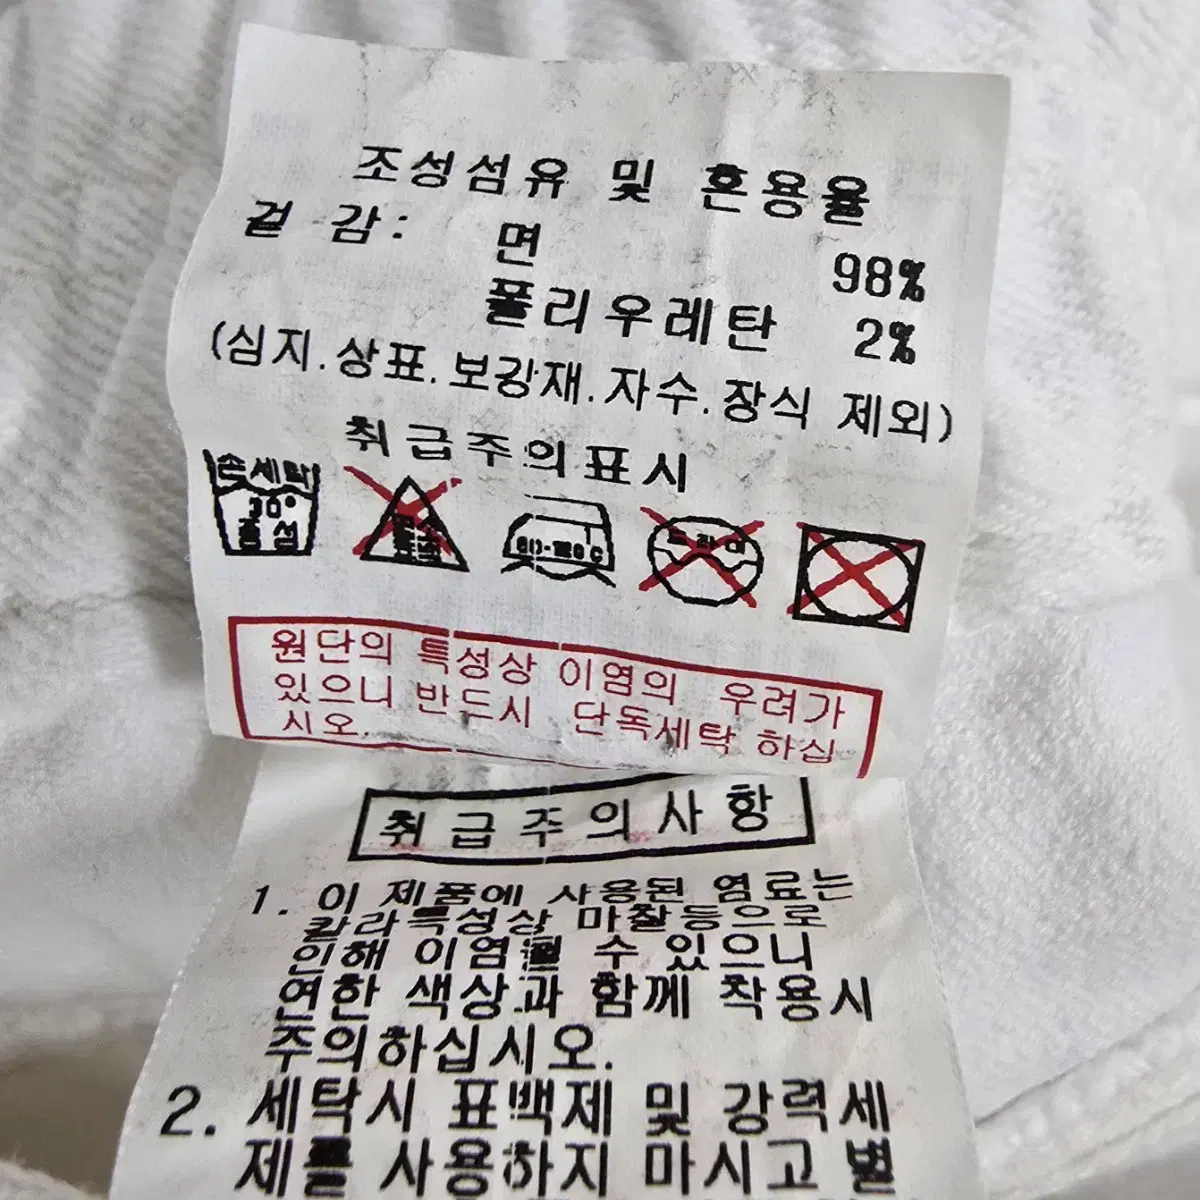 조성섬유 및 혼용율
겉 감: 면 98%
폴리우레탄 2%
(심지.상표.보강재.자수.장식 제외)
취급주의표시
손세탁
30°
중성
드라이
원단의 특성상 이염의 우려가
있으니 반드시 단독세탁 하십
시오.
취급주의사항
1. 이 제품에 사용된 염료는
칼라특성상 마찰등으로
인해 이염될 수 있으니
연한 색상과 함께 착용시
주의하십시오.
2. 세탁시 표백제 및 강력세
제를 사용하지 마시고 별